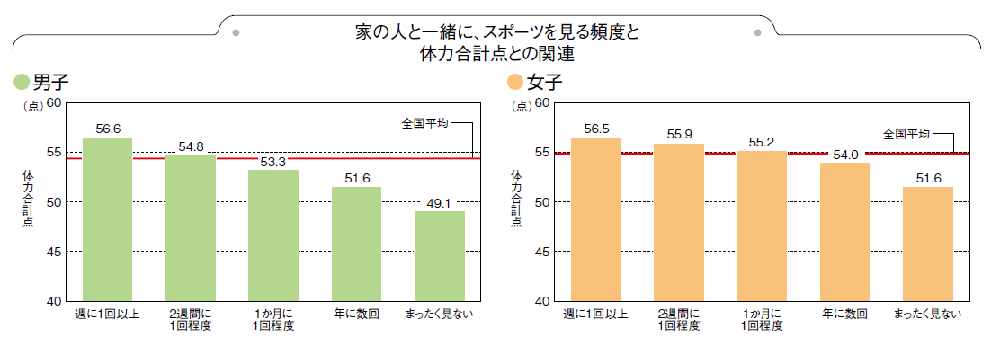 家の人と一緒に、スポーツを見る頻度と
体力合計点との関連
男子
60
(点)
55
50
45
40
体力合計点
全国平均
56.6
54.8
53.3
51.6
49.1
週に1回以上
2週間に
1回程度
1か月に
1回程度
年に数回
まったく見ない
女子
60
(点)
55
50
45
40
体力合計点
全国平均
56.5
55.9
55.2
54.0
51.6
週に1回以上
2週間に
1回程度
1か月に
1回程度
年に数回
まったく見ない